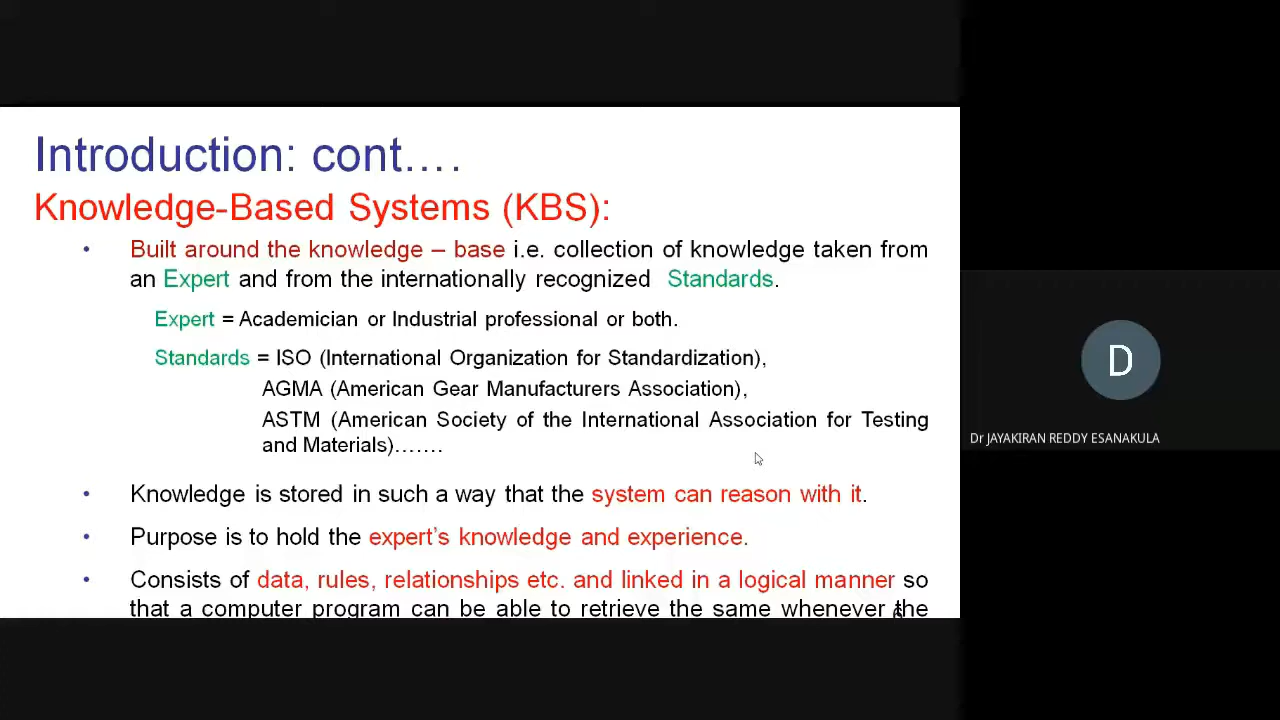 Introduction: cont….
Knowledge-Based Systems (KBS):
• Built around the knowledge – base i.e. collection of knowledge taken from
an Expert and from the internationally recognized Standards.
Expert = Academician or Industrial professional or both.
Standards = ISO (International Organization for Standardization),
AGMA (American Gear Manufacturers Association),
ASTM (American Society of the International Association for Testing
and Materials)…….
• Knowledge is stored in such a way that the system can reason with it.
• Purpose is to hold the expert's knowledge and experience.
• Consists of data, rules, relationships etc. and linked in a logical manner so
that a computer program can be able to retrieve the same whenever the
D
Dr JAYAKIRAN REDDY ESANAKULA